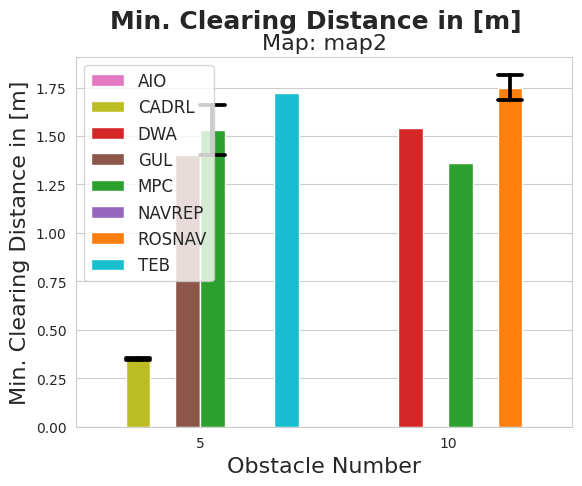 Min. Clearing Distance in [m]
Map: map2
Min. Clearing Distance in [m]
1.75
1.50
1.25
1.00
0.75
0.50
0.25
0.00
AIO
CADRL
DWA
GUL
MPC
NAVREP
ROSNAV
TEB
5
10
Obstacle Number